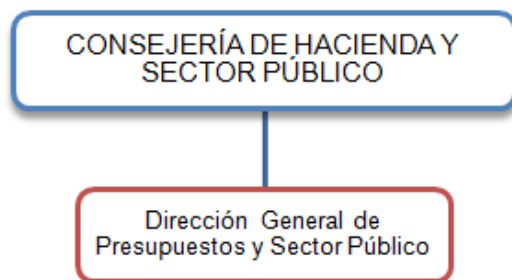 CONSEJERÍA DE HACIENDA Y
SECTOR PÚBLICO
Dirección General de
Presupuestos y Sector Público